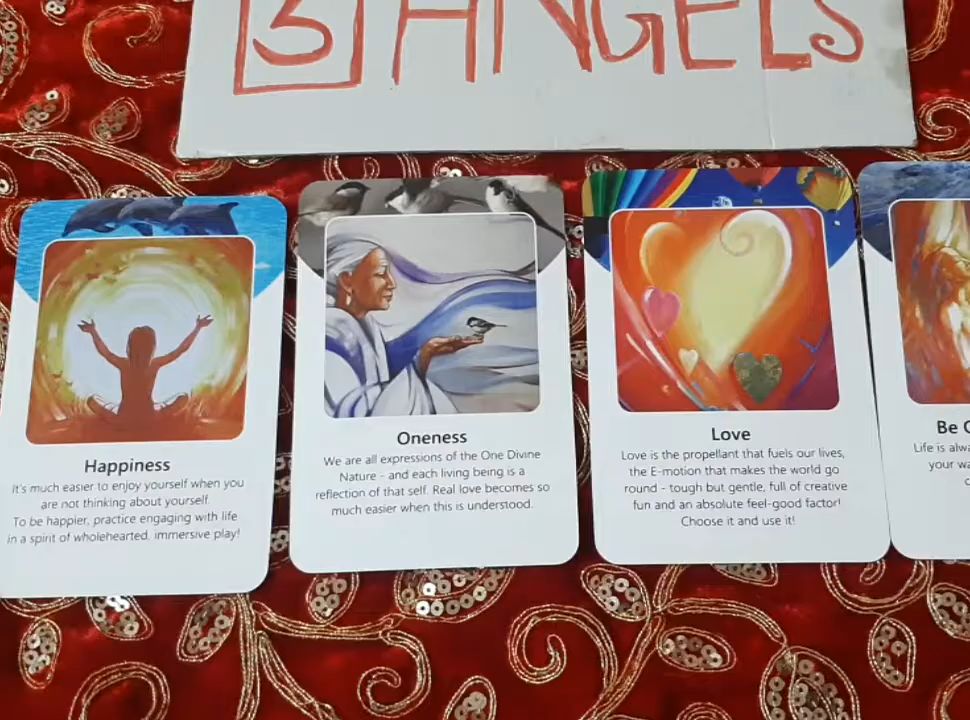 3 ANGELS
Happiness
It's much easier to enjoy yourself when you
are not thinking about yourself.
To be happier, practice engaging with life
in a spirit of wholehearted, immersive play!
Oneness
We are all expressions of the One Divine
Nature - and each living being is a
reflection of that self. Real love becomes so
much easier when this is understood.
Love
Love is the propellant that fuels our lives,
the E-motion that makes the world go
round - tough but gentle, full of creative
fun and an absolute feel-good factor!
Choose it and use it!
Be
Life is
your